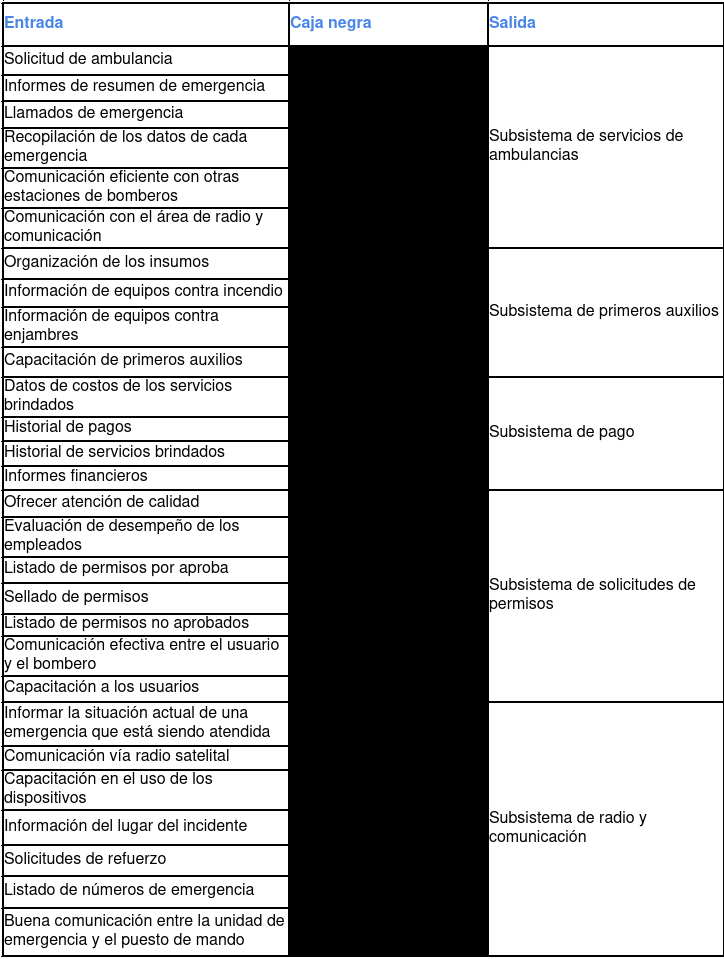 Entrada
Caja negra
Salida
Solicitud de ambulancia
Informes de resumen de emergencia
Llamados de emergencia
Recopilación de los datos de cada
emergencia
Comunicación eficiente con otras
estaciones de bomberos
Comunicación con el área de radio y
comunicación
Subsistema de servicios de
ambulancias
Organización de los insumos
Información de equipos contra incendio
Información de equipos contra
enjambres
Capacitación de primeros auxilios
Subsistema de primeros auxilios
Datos de costos de los servicios
brindados
Historial de pagos
Historial de servicios brindados
Informes financieros
Subsistema de pago
Ofrecer atención de calidad
Evaluación de desempeño de los
empleados
Listado de permisos por aproba
Sellado de permisos
Listado de permisos no aprobados
Comunicación efectiva entre el usuario
y el bombero
Capacitación a los usuarios
Subsistema de solicitudes de
permisos
Informar la situación actual de una
emergencia que está siendo atendida
Comunicación vía radio satelital
Capacitación en el uso de los
dispositivos
Información del lugar del incidente
Solicitudes de refuerzo
Listado de números de emergencia
Buena comunicación entre la unidad de
emergencia y el puesto de mando
Subsistema de radio y
comunicación